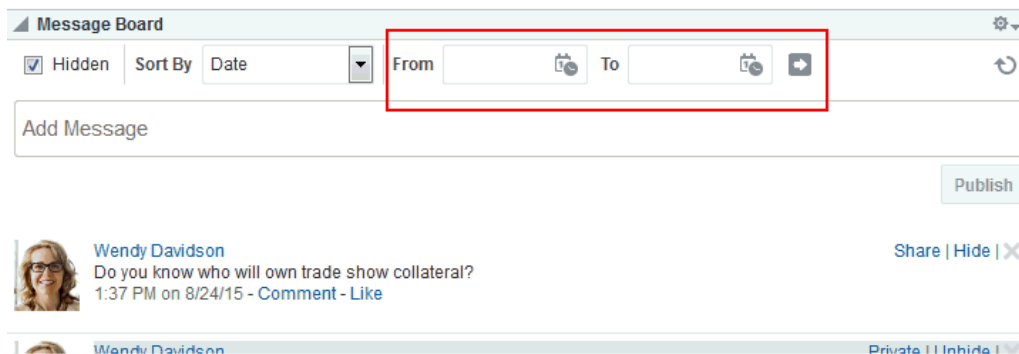 Message Board
Hidden Sort By Date From To
Add Message
Publish
Wendy Davidson Share | Hide |
Do you know who will own trade show collateral?
1:37 PM on 8/24/15 - Comment - Like
Wendy Davidson Private | Unhide |